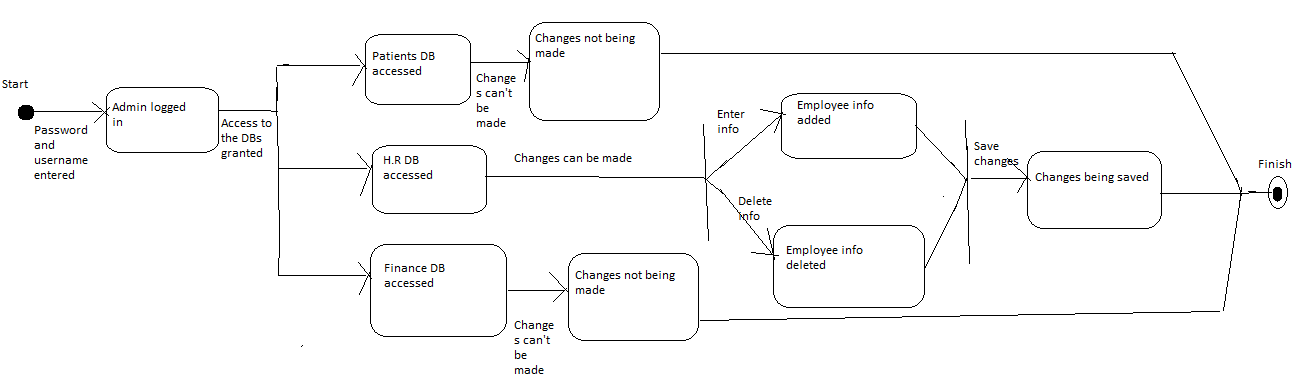 Start
Password
and
username
entered
Admin logged
in
Access to
the DBs
granted
Patients DB
accessed
Change
s can't
be
made
Changes not being
made
H.R DB
accessed
Changes can be made
Enter
info
Delete
info
Employee info
added
Employee info
deleted
Save
changes
Changes being saved
Finance DB
accessed
Change
s can't
be
made
Changes not being
made
Finish